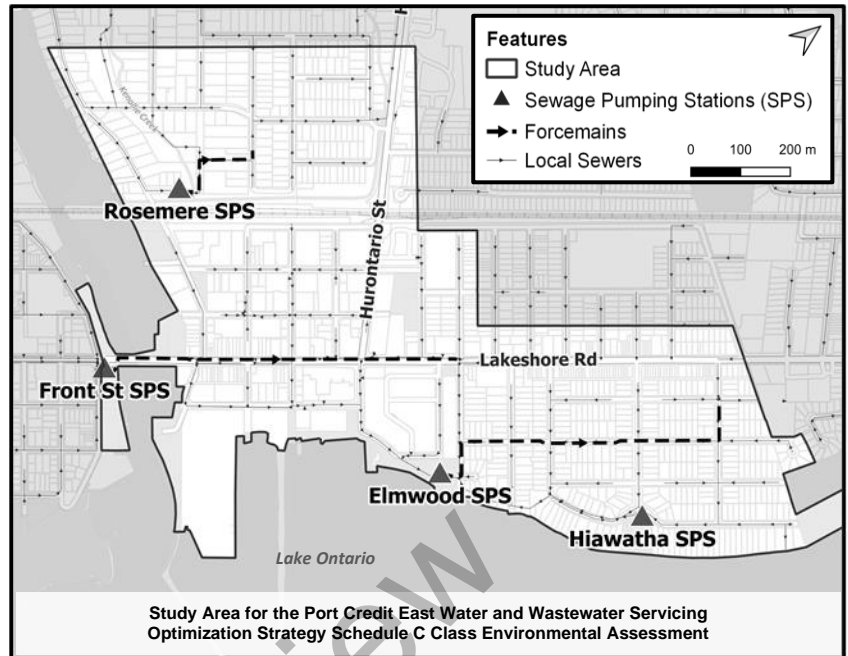 Features
Study Area
Sewage Pumping Stations (SPS)
Forcemains
0 100 200 m
Local Sewers
Kenollie Creek
Rosemere SPS
Hurontario St
Lakeshore Rd
Front St SPS
Elmwood SPS
Hiawatha SPS
Lake Ontario
Study Area for the Port Credit East Water and Wastewater Servicing
Optimization Strategy Schedule C Class Environmental Assessment